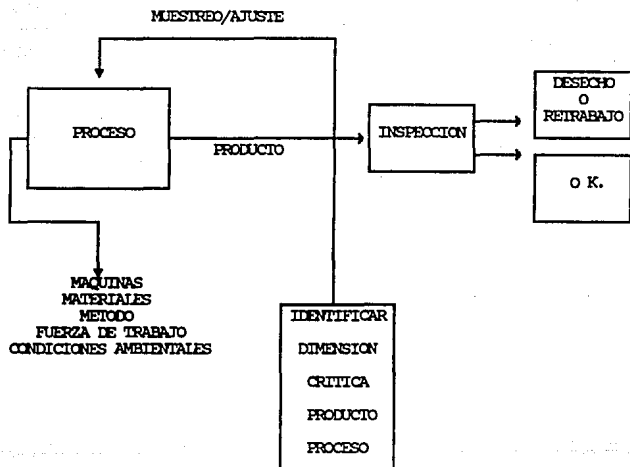 MUESTREO/AJUSTE
PROCESO
PRODUCTO
INSPECCION
DESECHO
O
RETRABAJO
O K.
MAQUINAS
MATERIALES
METODO
FUERZA DE TRABAJO
CONDICIONES AMBIENTALES
IDENTIFICAR
DIMENSION
CRITICA
PRODUCTO
PROCESO